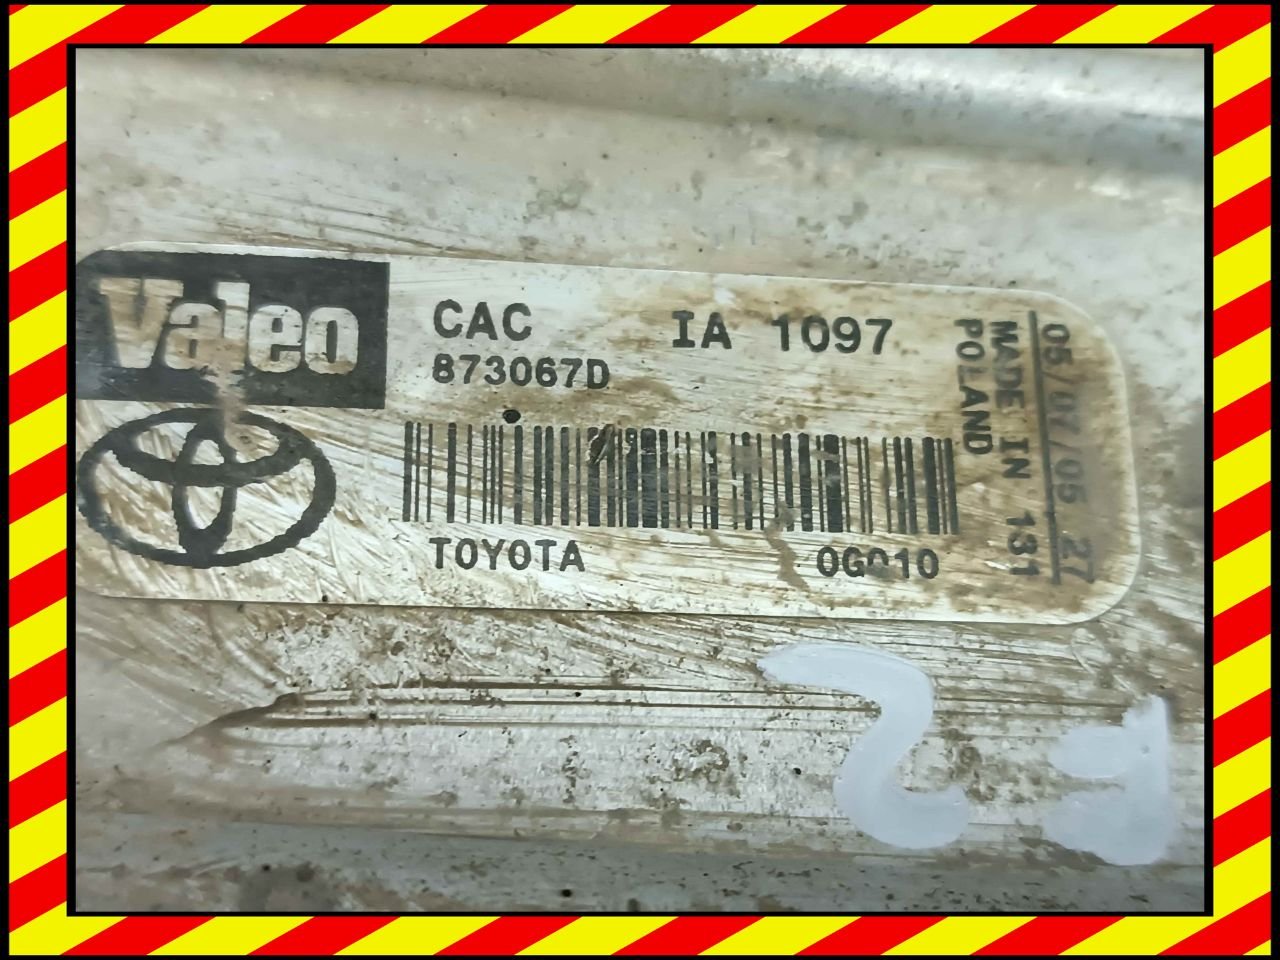 Valeo
CAC IA 1097
873067D
TOYOTA 0G010
05/07/05 27
MADE IN 131
POLAND